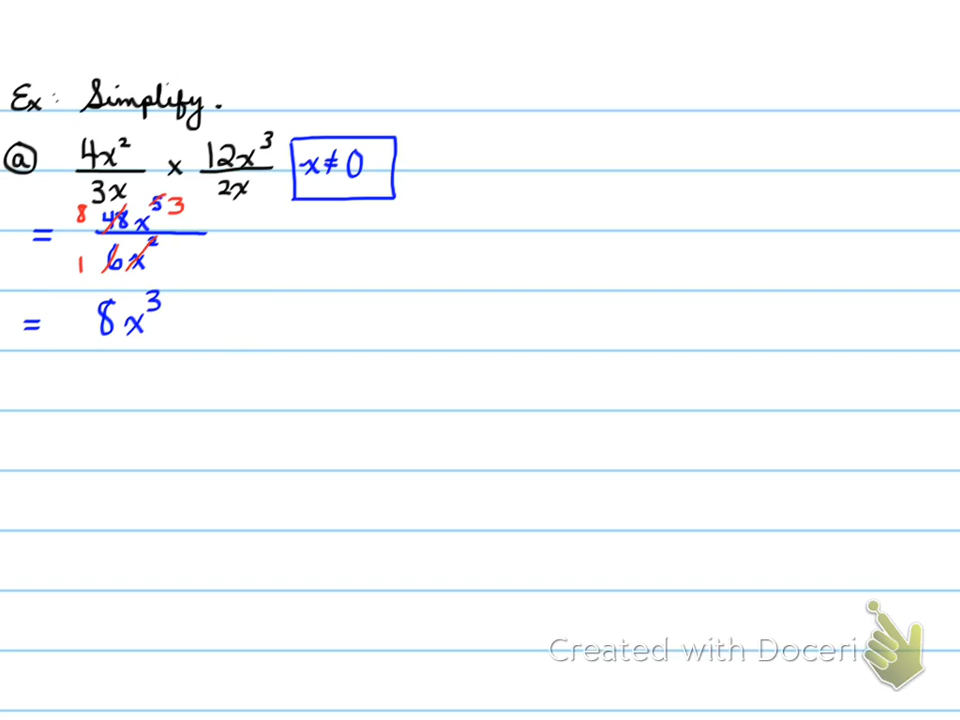 Ex: Simplify.
ⓐ 4x²/3x × 12x³/2x x≠0
= 8 48x⁵ 3 / 1 6x²
= 8x³
Created with Doceri